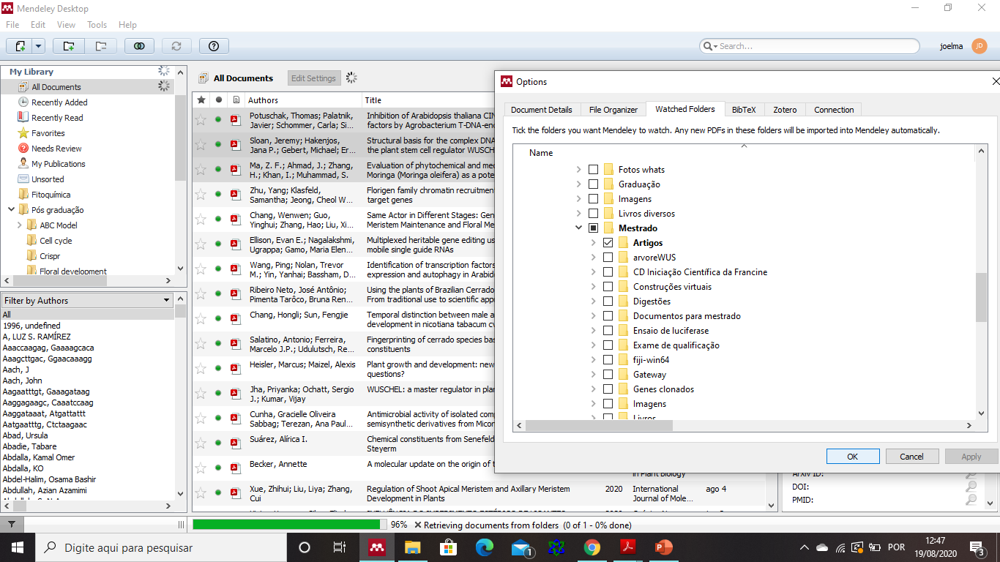 Mendeley Desktop
File Edit View Tools Help
Search...
joelma
JD
My Library
All Documents
Recently Added
Recently Read
Favorites
Needs Review
My Publications
Unsorted
Fitoquímica
Pós graduação
ABC Model
Cell cycle
Crispr
Floral development
Filter by Authors
All
1996, undefined
A, LUZ S. RAMÍREZ
Aaaccaagag, Gaaaagcaca
Aaagcttgac, Ggaacaaagg
Aach, J
Aach, John
Aagaatttgt, Gaaagataag
Aaggagaagc, Caaatccaag
Aaggataaat, Atgattattt
Aatgaatttg, Ctctaagaac
Abad, Ursula
Abadie, Tabare
Abdalla, Kamal Omer
Abdalla, KO
Abdel-Halim, Osama Bashir
Abdullah, Azian Azamimi
All Documents
Edit Settings
Authors Title
Potuschak, Thomas; Palatnik, Inhibition of Arabidopsis thaliana CIN
Javier; Schommer, Carla; Si... factors by Agrobacterium T-DNA-enc
Sloan, Jeremy; Hakenjos, Structural basis for the complex DNA
Jana P.; Gebert, Michael; Er... the plant stem cell regulator WUSCHE
Ma, Z. F.; Ahmad, J.; Zhang, Evaluation of phytochemical and med
H.; Khan, I.; Muhammad, S. Moringa (Moringa oleifera) as a pote
Zhu, Yang; Klasfeld, Florigen family chromatin recruitment
Samantha; Jeong, Cheol W... target genes
Chang, Wenwen; Guo, Same Actor in Different Stages: Gen
Yinghui; Zhang, Hao; Liu, Xi... Meristem Maintenance and Floral Me
Ellison, Evan E.; Nagalakshmi, Multiplexed heritable gene editing us
Ugrappa; Gamo, Maria Elen... mobile single guide RNAs
Wang, Ping; Nolan, Trevor Identification of transcription factors
M.; Yin, Yanhai; Bassham, D... expression and autophagy in Arabido
Ribeiro Neto, José Antônio; Using the plants of Brazilian Cerrado
Pimenta Tarôco, Bruna Ren... From traditional use to scientific app
Chang, Hongli; Sun, Fengjie Temporal distinction between male a
development in nicotiana tabacum cv
Salatino, Antonio; Ferreira, Fingerprinting of cerrado species bas
Marcelo J.P.; Udulutsch, Re... constituents
Heisler, Marcus; Maizel, Alexis Plant growth and development: new
questions?
Jha, Priyanka; Ochatt, Sergio WUSCHEL: a master regulator in plan
J.; Kumar, Vijay
Cunha, Gracielle Oliveira Antimicrobial activity of isolated comp
Sabbag; Terezan, Ana Paul... semisynthetic derivatives from Micon
Suárez, Alírica I. Chemical constituents from Senefeld
Steyerm
Becker, Annette A molecular update on the origin of t
in Plant Biology
Xue, Zhihui; Liu, Liya; Zhang, Regulation of Shoot Apical Meristem and Axillary Meristem 2020 International ago 4
Cui Development in Plants Journal of Mole...
Options
Document Details File Organizer Watched Folders BibTeX Zotero Connection
Tick the folders you want Mendeley to watch. Any new PDFs in these folders will be imported into Mendeley automatically.
Name
Fotos whats
Graduação
Imagens
Livros diversos
Mestrado
Artigos
arvoreWUS
CD Iniciação Científica da Francine
Construções virtuais
Digestões
Documentos para mestrado
Ensaio de luciferase
Exame de qualificação
fiji-win64
Gateway
Genes clonados
Imagens
Livros
OK Cancel Apply
ArXiv ID:
DOI:
PMID:
96% Retrieving documents from folders (0 of 1 - 0% done)
Digite aqui para pesquisar
1
POR
12:47
19/08/2020
3